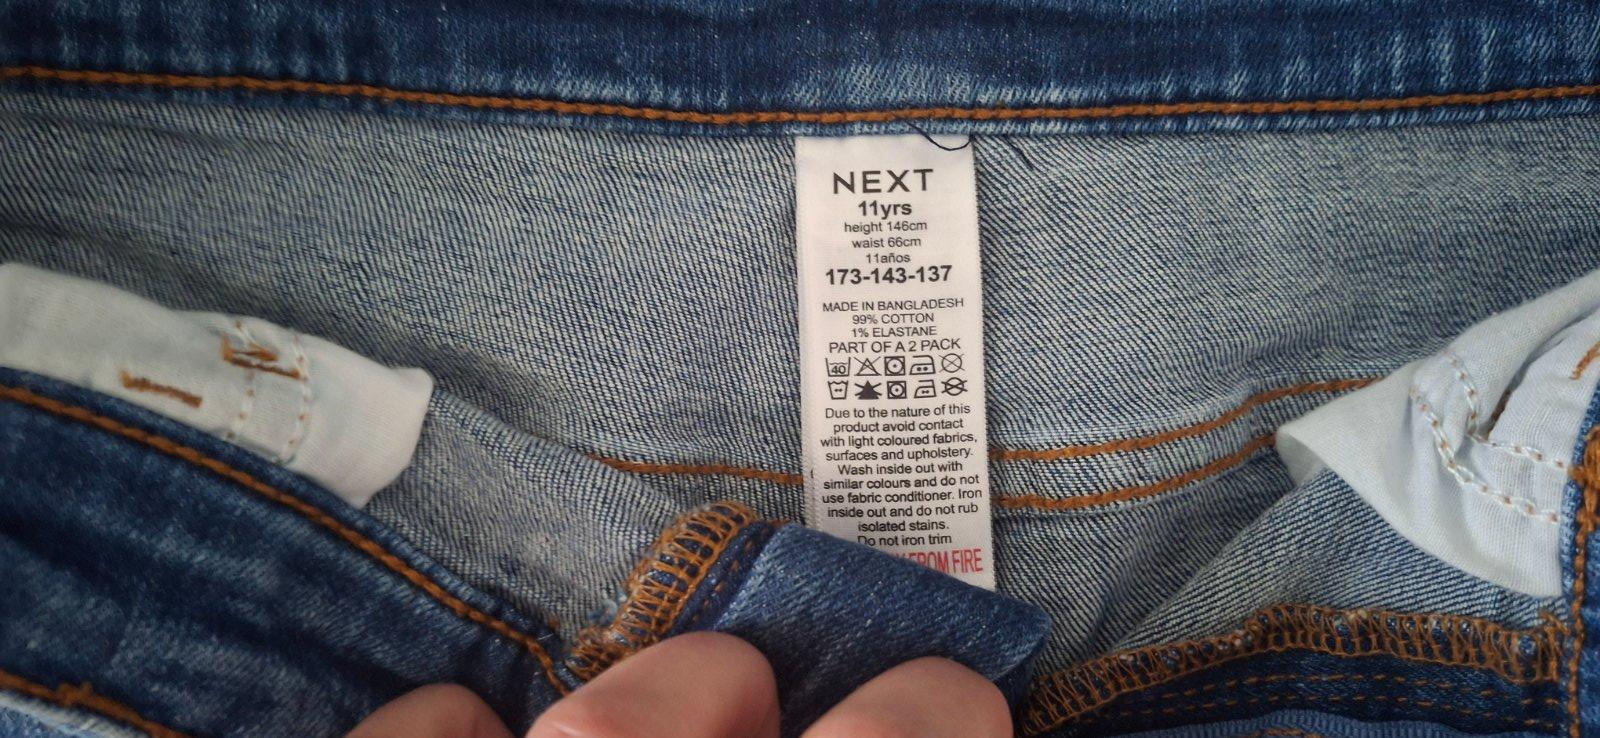 NEXT
11yrs
height 146cm
waist 66cm
11años
173-143-137
MADE IN BANGLADESH
99% COTTON
1% ELASTANE
PART OF A 2 PACK
40
Due to the nature of this
product avoid contact
with light coloured fabrics,
surfaces and upholstery.
Wash inside out with
similar colours and do not
use fabric conditioner. Iron
inside out and do not rub
isolated stains.
Do not iron trim
FROM FIRE